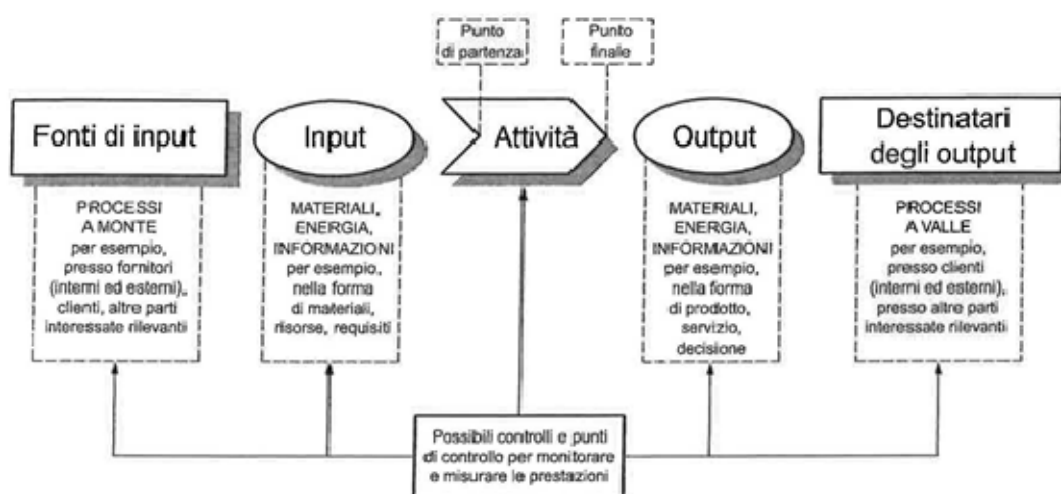 Punto
di partenza
Punto
finale
Fonti di input
Input
Attività
Output
Destinatari
degli output
PROCESSI
A MONTE
per esempio,
presso fornitori
(interni ed esterni),
clienti, altre parti
interessate rilevanti
MATERIALI,
ENERGIA,
INFORMAZIONI
per esempio,
nella forma
di materiali,
risorse, requisiti
MATERIALI,
ENERGIA,
INFORMAZIONI
per esempio,
nella forma
di prodotto,
servizio,
decisione
PROCESSI
A VALLE
per esempio,
presso clienti
(interni ed esterni),
presso altre parti
interessate rilevanti
Possibili controlli e punti
di controllo per monitorare
e misurare le prestazioni